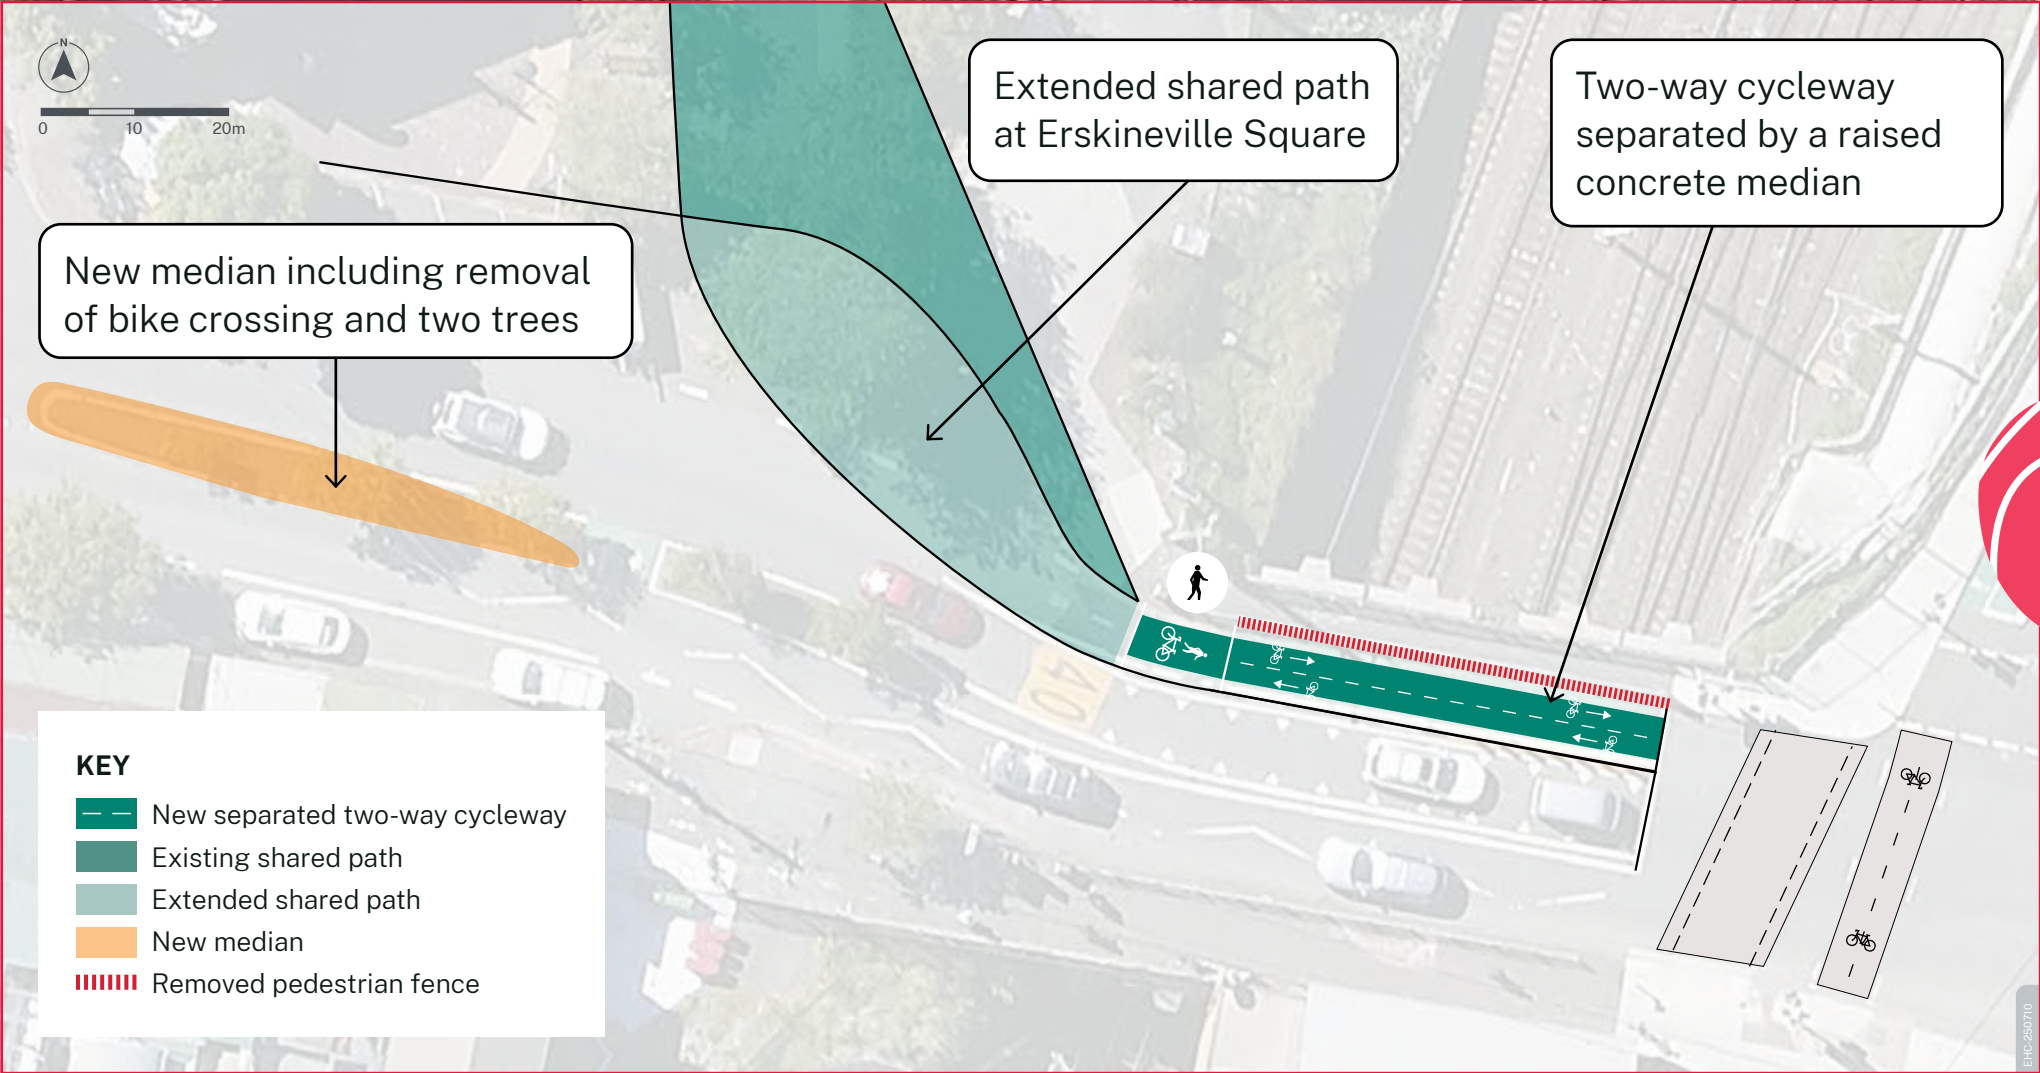 N
0 10 20m
Extended shared path
at Erskineville Square
Two-way cycleway
separated by a raised
concrete median
New median including removal
of bike crossing and two trees
40
KEY
New separated two-way cycleway
Existing shared path
Extended shared path
New median
Removed pedestrian fence
EHC-250710